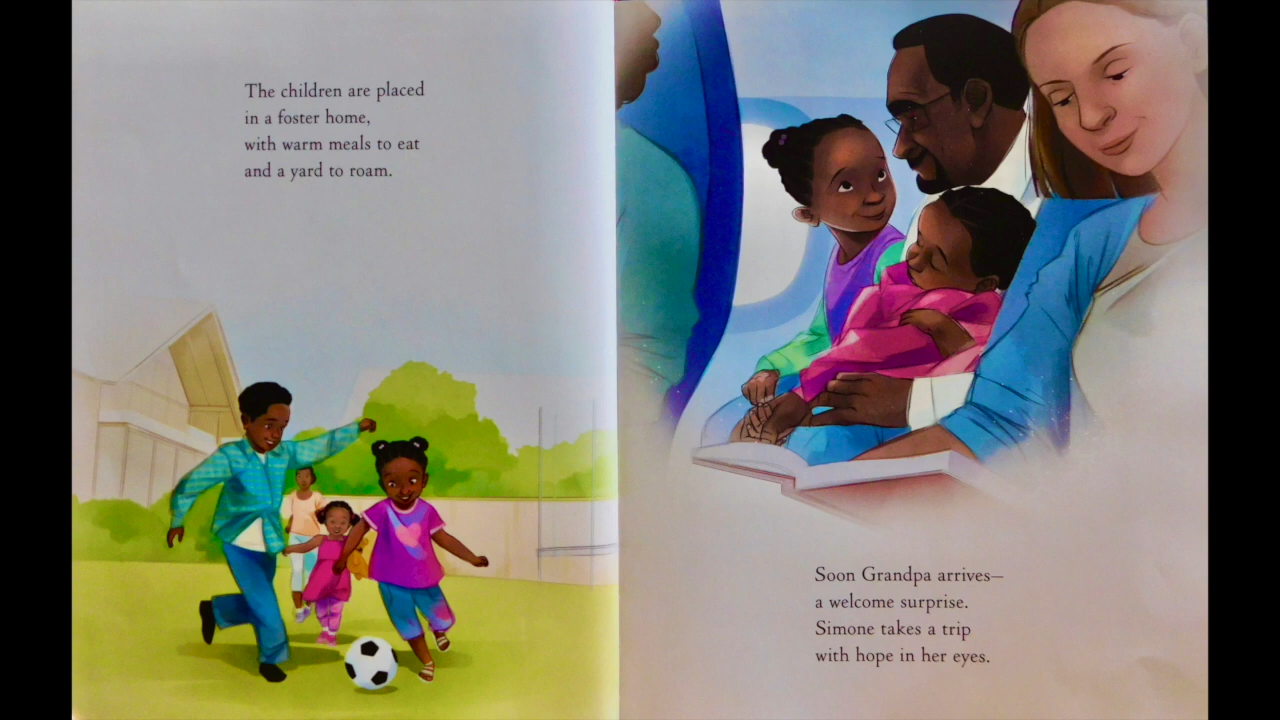 The children are placed
in a foster home,
with warm meals to eat
and a yard to roam.
Soon Grandpa arrives—
a welcome surprise.
Simone takes a trip
with hope in her eyes.